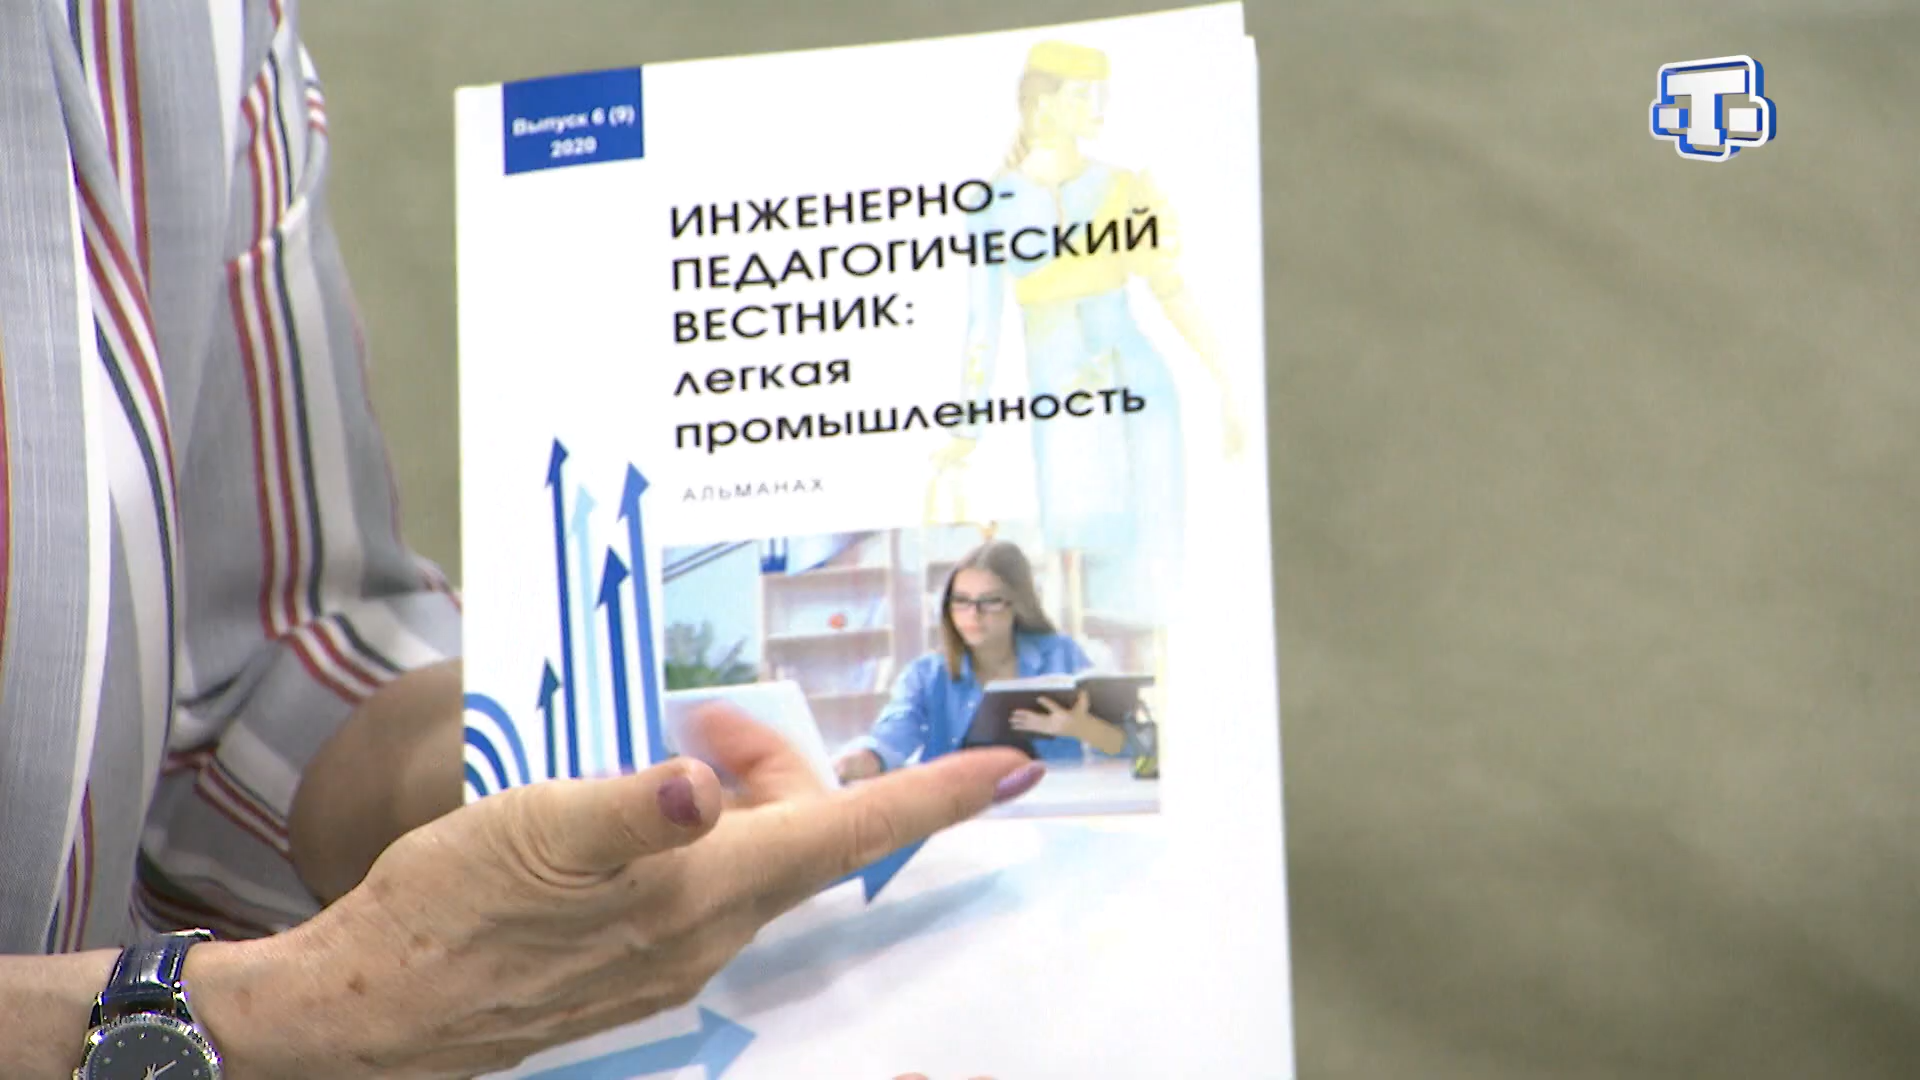 Выпуск 6 (9)
2020
ИНЖЕНЕРНО-
ПЕДАГОГИЧЕСКИЙ
ВЕСТНИК:
легкая
промышленность
АЛЬМАНАХ
Т